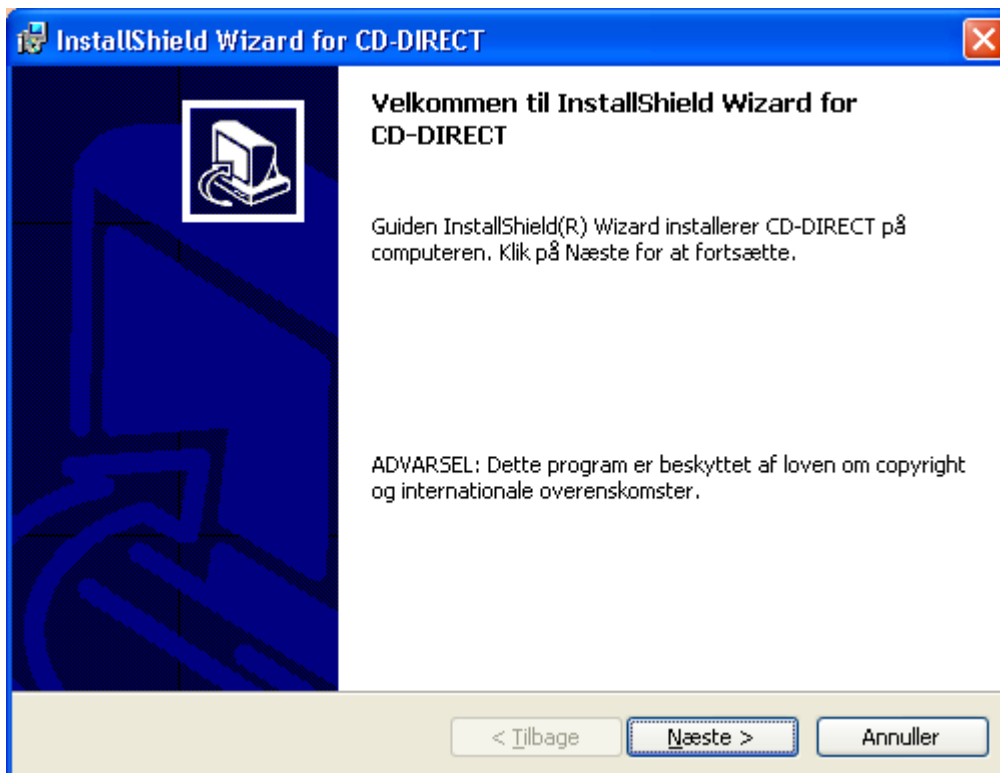 InstallShield Wizard for CD-DIRECT
Velkommen til InstallShield Wizard for
CD-DIRECT
Guiden InstallShield(R) Wizard installerer CD-DIRECT på
computeren. Klik på Næste for at fortsætte.
ADVARSEL: Dette program er beskyttet af loven om copyright
og internationale overenskomster.
< Tilbage
Næste >
Annuller